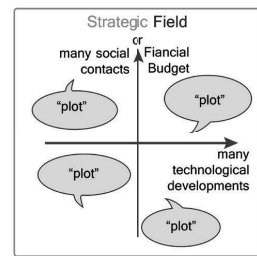 Strategic Field
or
many social
contacts
Fiancial
Budget
"plot"
"plot"
many
technological
developments
"plot"
"plot"